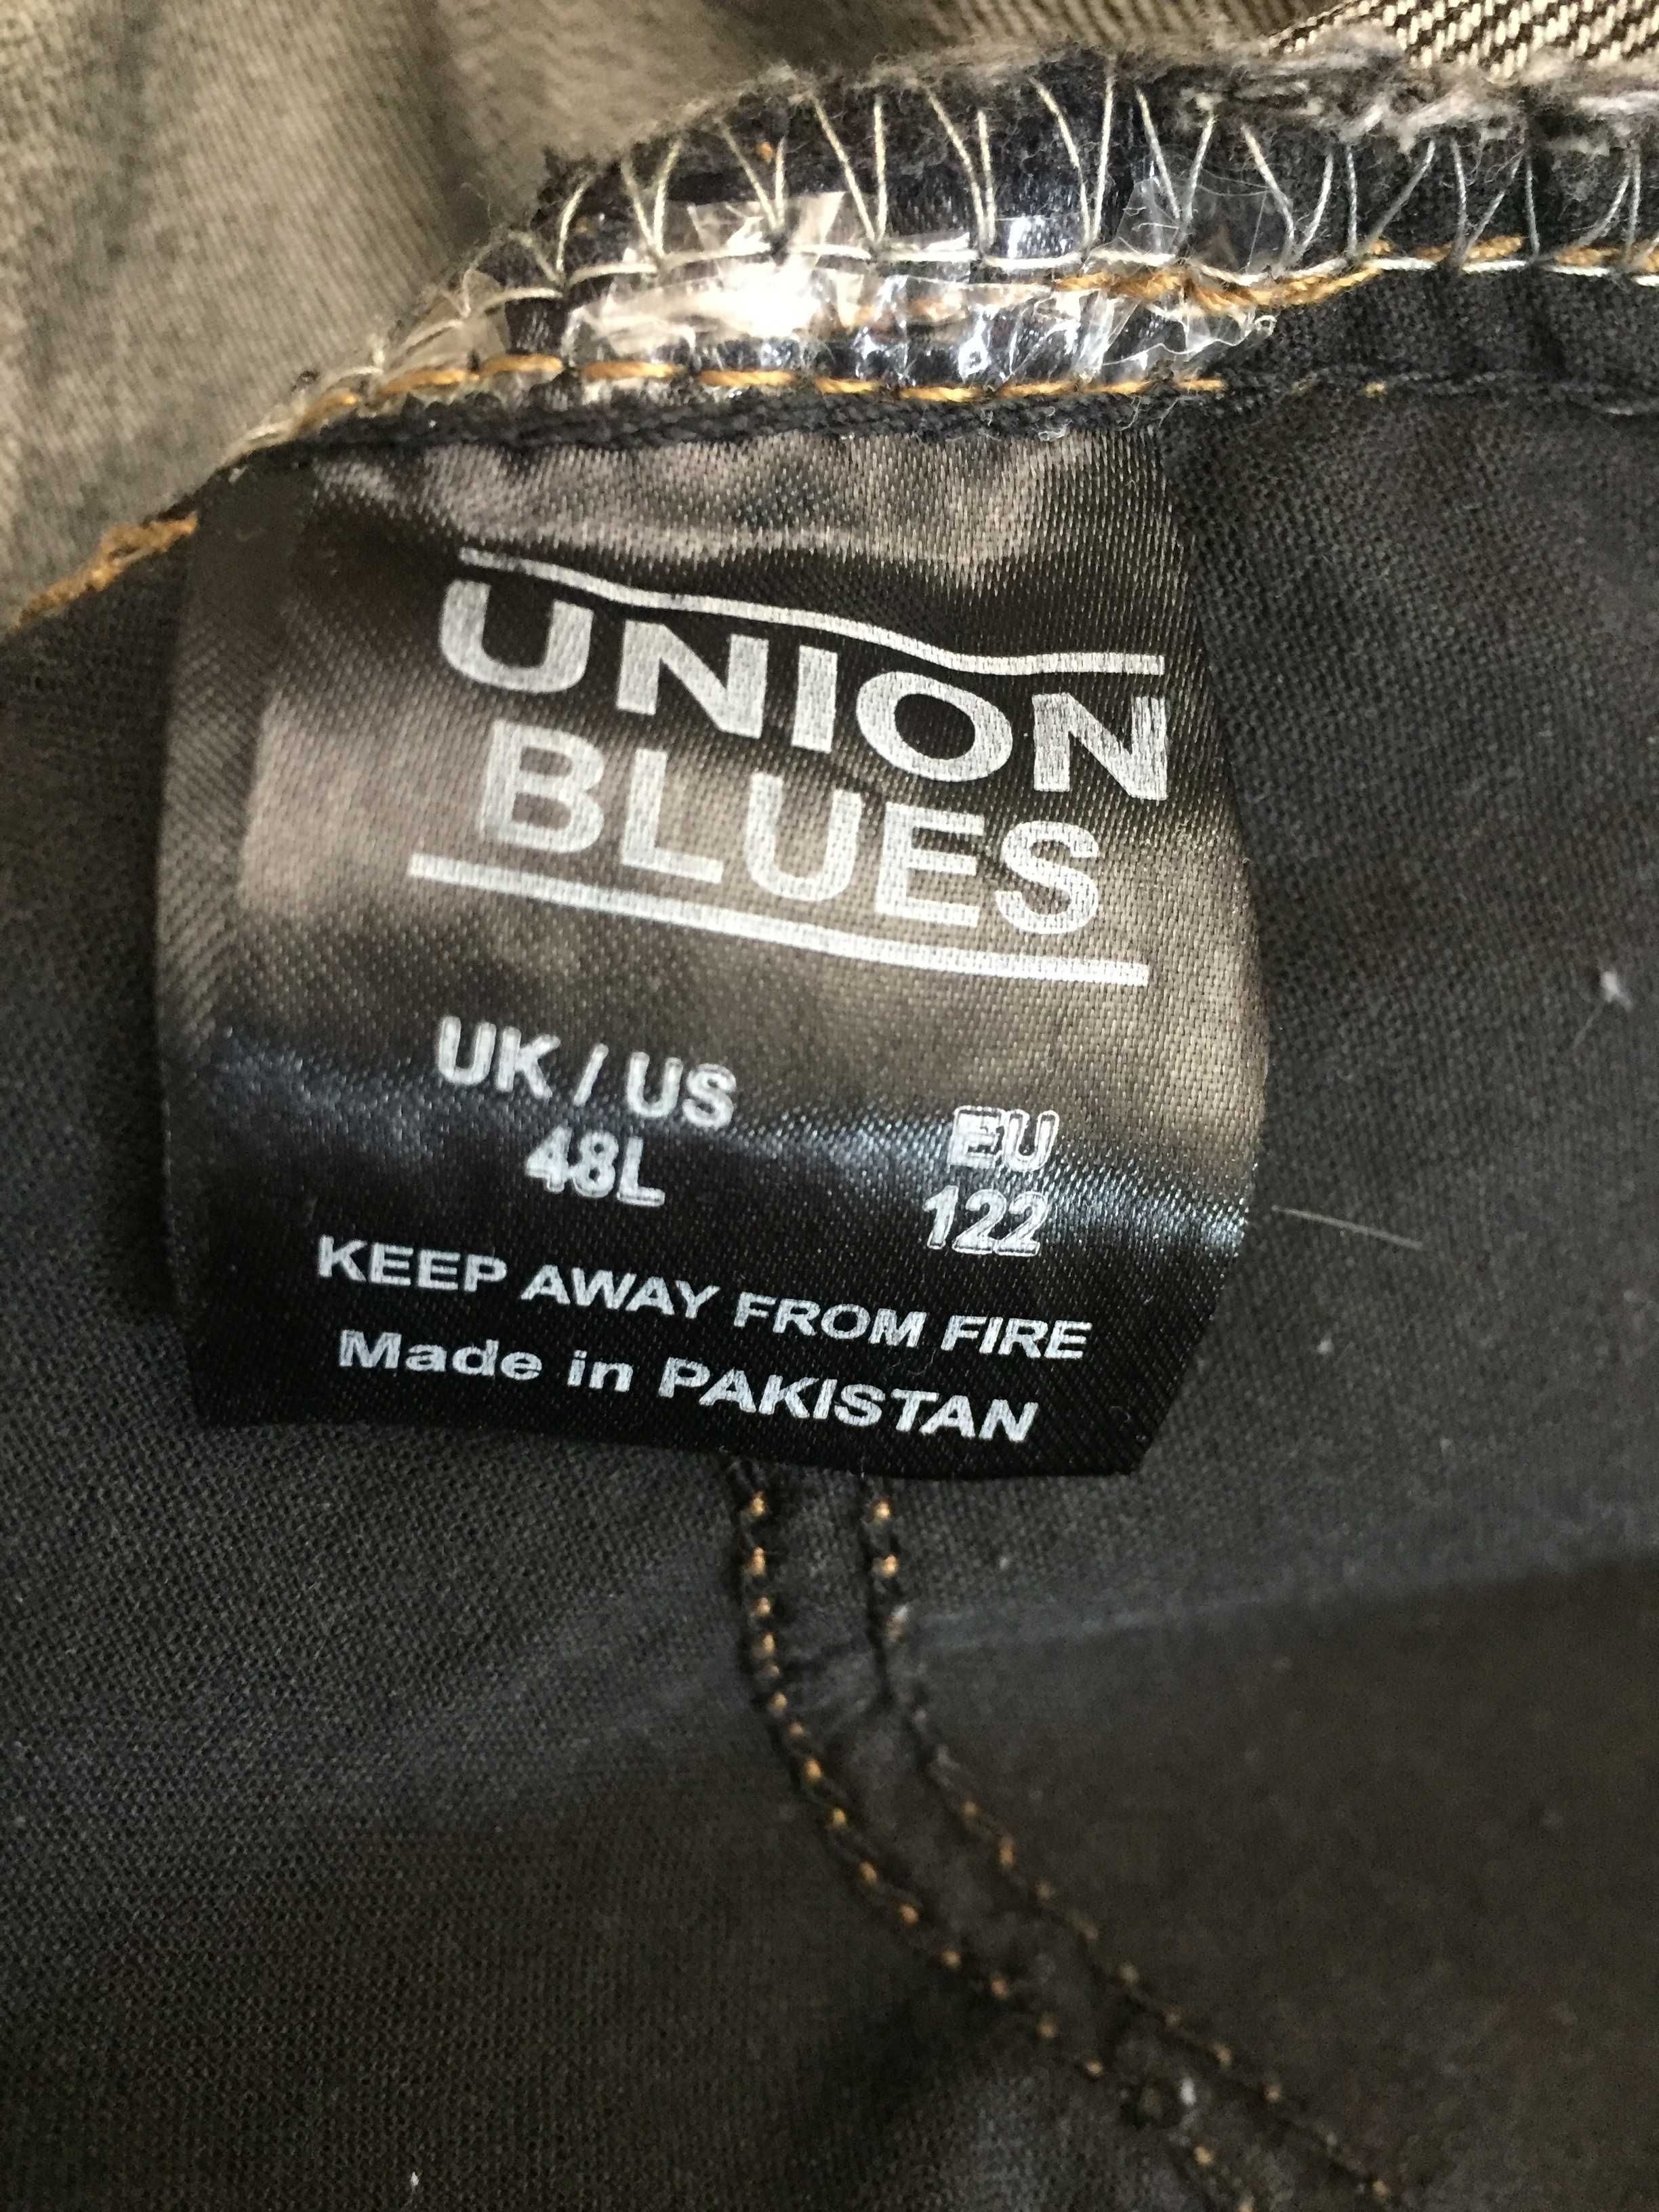 UNION
BLUES
UK / US EU
48L 122
KEEP AWAY FROM FIRE
Made in PAKISTAN